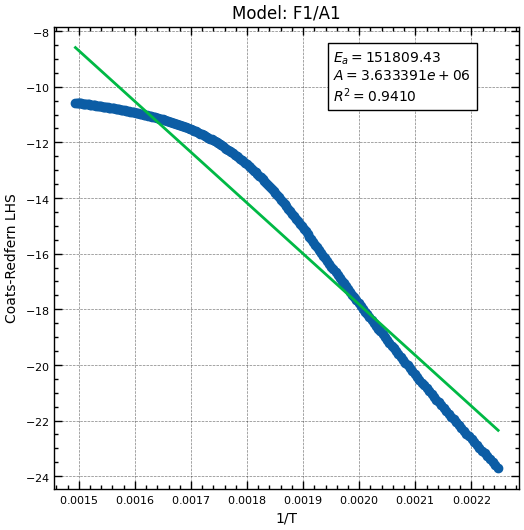 Model: F1/A1
E_a = 151809.43
A = 3.633391e + 06
R² = 0.9410
Coats-Redfern LHS
−8
−10
−12
−14
−16
−18
−20
−22
−24
0.0015 0.0016 0.0017 0.0018 0.0019 0.0020 0.0021 0.0022
1/T